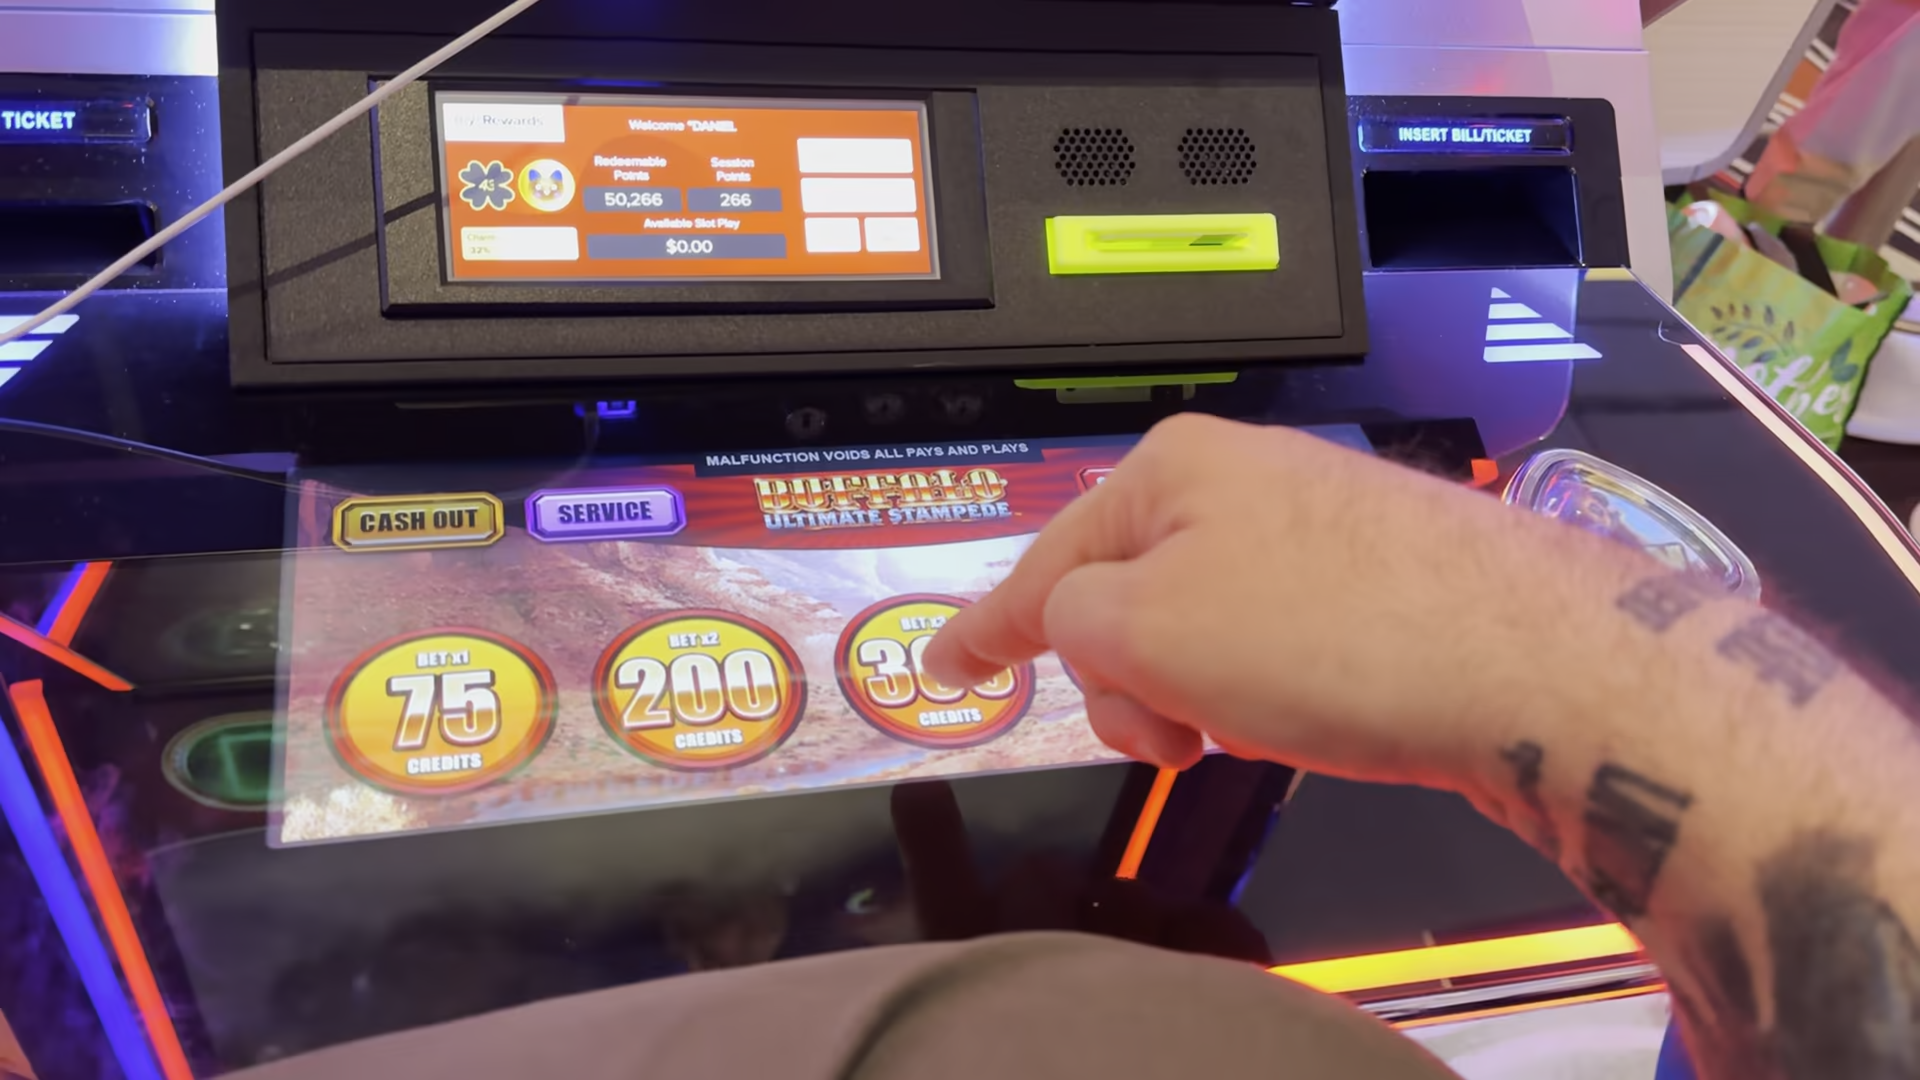 TICKET
Rewards
Welcome *DANIEL
INSERT BILL/TICKET
Redeemable
Points
Session
Points
50,266
266
Available Slot Play
$0.00
MALFUNCTION VOIDS ALL PAYS AND PLAYS
CASH OUT
SERVICE
BUFFALO
ULTIMATE STAMPEDE
BET x1
75
CREDITS
BET x2
200
CREDITS
BET
CREDITS